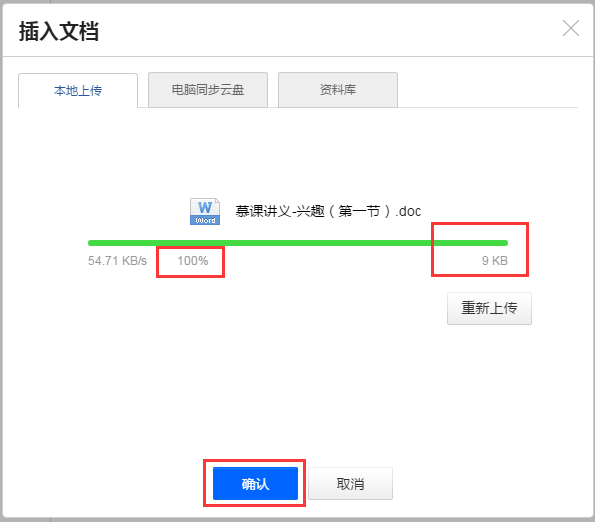 插入文档
本地上传 电脑同步云盘 资料库
W
Word
慕课讲义-兴趣（第一节）.doc
54.71 KB/s 100% 9 KB
重新上传
确认 取消